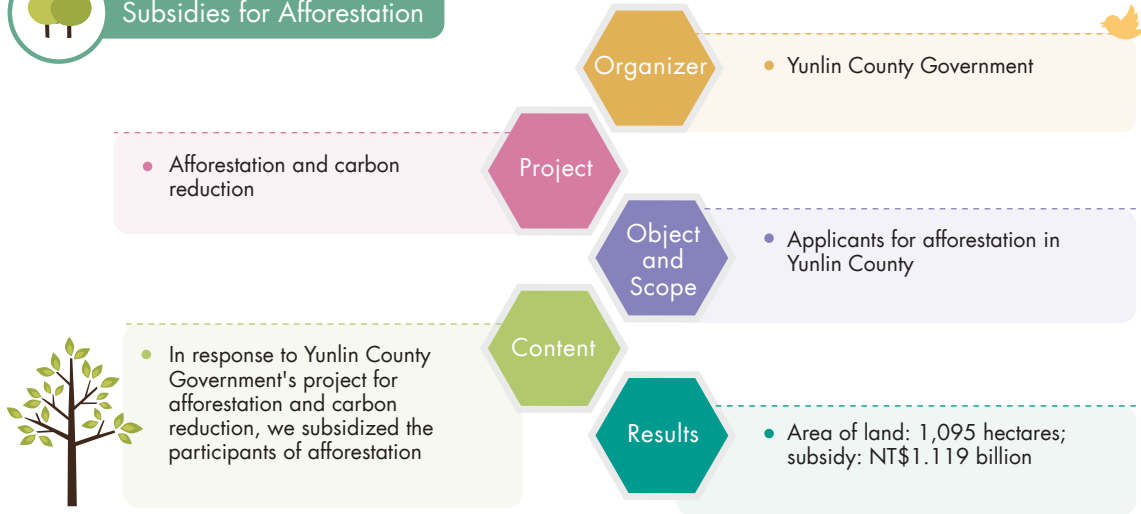 Subsidies for Afforestation
Organizer
Yunlin County Government
Project
Afforestation and carbon
reduction
Object
and
Scope
Applicants for afforestation in
Yunlin County
Content
In response to Yunlin County
Government's project for
afforestation and carbon
reduction, we subsidized the
participants of afforestation
Results
Area of land: 1,095 hectares;
subsidy: NT$1.119 billion